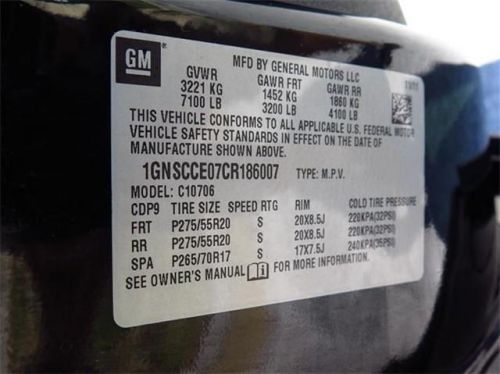 GM
MFD BY GENERAL MOTORS LLC
GVWR GAWR FRT GAWR RR
3221 KG 1452 KG 1860 KG
7100 LB 3200 LB 4100 LB
THIS VEHICLE CONFORMS TO ALL APPLICABLE U.S. FEDERAL MOTOR
VEHICLE SAFETY STANDARDS IN EFFECT ON THE DATE OF
MANUFACTURE SHOWN ABOVE.
1GNSCCE07CR186007 TYPE: M.P.V.
MODEL: C10706
CDP9 TIRE SIZE SPEED RTG RIM COLD TIRE PRESSURE
FRT P275/55R20 S 20X8.5J 220KPA(32PSI)
RR P275/55R20 S 20X8.5J 220KPA(32PSI)
SPA P265/70R17 S 17X7.5J 240KPA(35PSI)
SEE OWNER'S MANUAL FOR MORE INFORMATION.